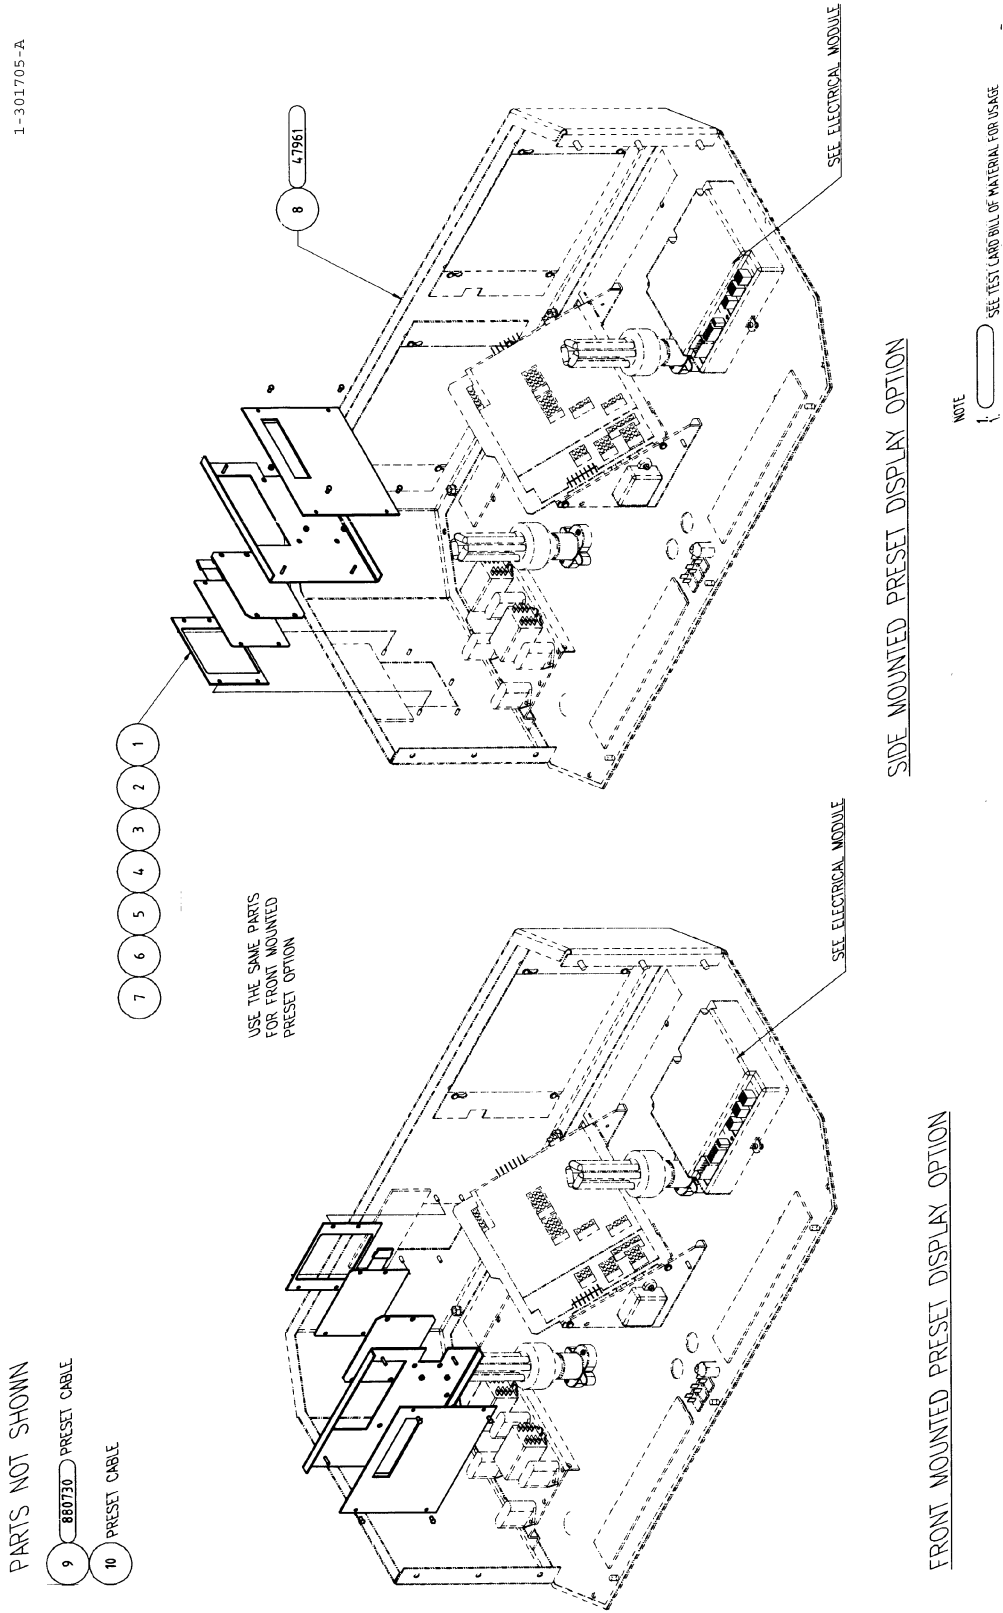 1-301705-A
PARTS NOT SHOWN
9 880730 PRESET CABLE
10 PRESET CABLE
7 6 5 4 3 2 1
8 47961
USE THE SAME PARTS
FOR FRONT MOUNTED
PRESET OPTION
SEE ELECTRICAL MODULE
SEE ELECTRICAL MODULE
FRONT MOUNTED PRESET DISPLAY OPTION
SIDE MOUNTED PRESET DISPLAY OPTION
NOTE
1. SEE TEST CARD BILL OF MATERIAL FOR USAGE